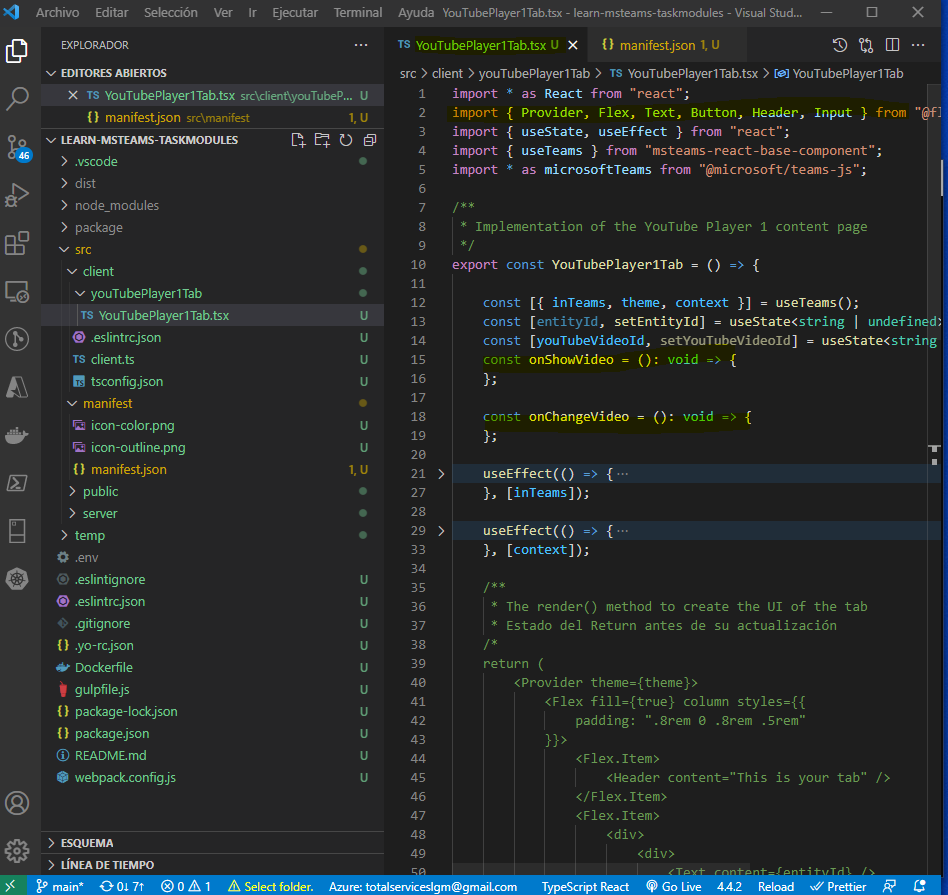 Archivo Editar Selección Ver Ir Ejecutar Terminal Ayuda YouTubePlayer1Tab.tsx - learn-msteams-taskmodules - Visual Stud...
EXPLORADOR
EDITORES ABIERTOS
TS YouTubePlayer1Tab.tsx src\client\youTubeP... U
{} manifest.json src\manifest 1, U
LEARN-MSTEAMS-TASKMODULES
.vscode
dist
node_modules
package
src
client
youTubePlayer1Tab
TS YouTubePlayer1Tab.tsx U
.eslintrc.json U
TS client.ts U
TS tsconfig.json U
manifest
icon-color.png U
icon-outline.png U
{} manifest.json 1, U
public
server
temp
.env
.eslintignore U
.eslintrc.json U
.gitignore U
{} .yo-rc.json U
Dockerfile U
gulpfile.js U
{} package-lock.json U
{} package.json U
README.md U
webpack.config.js U
ESQUEMA
LÍNEA DE TIEMPO
46
TS YouTubePlayer1Tab.tsx U
{} manifest.json 1, U
src > client > youTubePlayer1Tab > TS YouTubePlayer1Tab.tsx > YouTubePlayer1Tab
1 import * as React from "react";
2 import { Provider, Flex, Text, Button, Header, Input } from "@fl
3 import { useState, useEffect } from "react";
4 import { useTeams } from "msteams-react-base-component";
5 import * as microsoftTeams from "@microsoft/teams-js";
6
7 /**
8 * Implementation of the YouTube Player 1 content page
9 */
10 export const YouTubePlayer1Tab = () => {
11
12 const [{ inTeams, theme, context }] = useTeams();
13 const [entityId, setEntityId] = useState<string | undefined>
14 const [youTubeVideoId, setYouTubeVideoId] = useState<string
15 const onShowVideo = (): void => {
16 };
17
18 const onChangeVideo = (): void => {
19 };
20
21 useEffect(() => { ...
27 }, [inTeams]);
28
29 useEffect(() => { ...
33 }, [context]);
34
35 /**
36 * The render() method to create the UI of the tab
37 * Estado del Return antes de su actualización
38 /*
39 return (
40 <Provider theme={theme}>
41 <Flex fill={true} column styles={{
42 padding: ".8rem 0 .8rem .5rem"
43 }}>
44 <Flex.Item>
45 <Header content="This is your tab" />
46 </Flex.Item>
47 <Flex.Item>
48 <div>
49 <div>
50 <Text content={entityId} />
main* 0↓ 7↑ 0 1 Select folder. Azure: totalserviceslgm@gmail.com TypeScript React Go Live 4.4.2 Reload Prettier